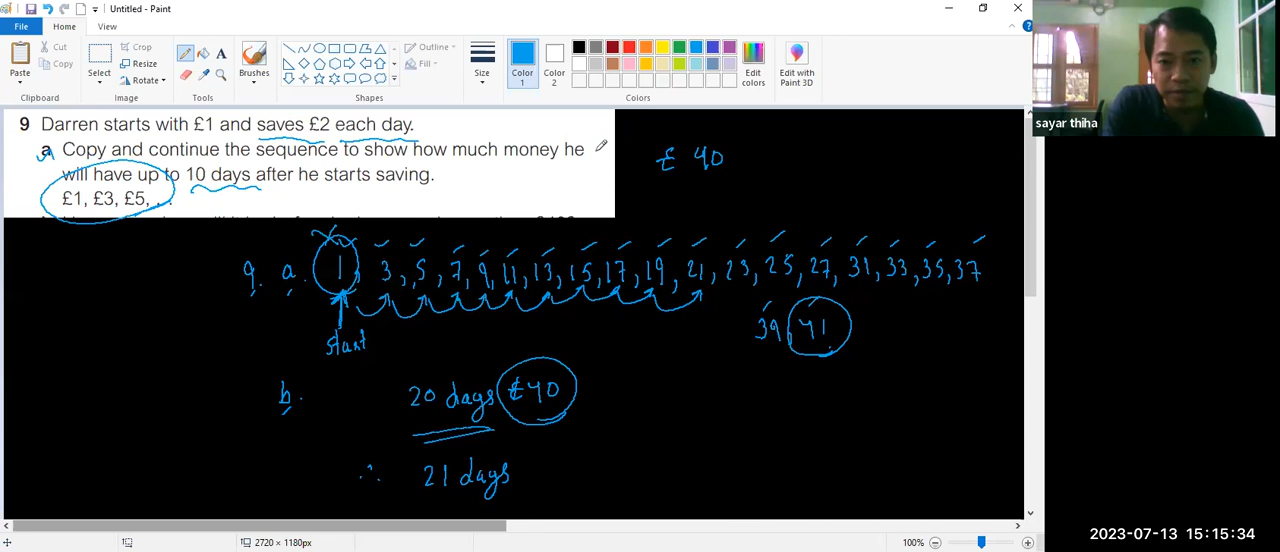 Untitled - Paint
File Home View
Paste Cut Copy Clipboard
Select Crop Resize Rotate Image
Tools
Brushes
Shapes
Outline Fill
Size
Color 1 Color 2 Edit colors Edit with Paint 3D Colors
sayar thiha
9 Darren starts with £1 and saves £2 each day.
a Copy and continue the sequence to show how much money he
will have up to 10 days after he starts saving.
£1, £3, £5, ...
£ 40
9. a. 1, 3, 5, 7, 9, 11, 13, 15, 17, 19, 21, 23, 25, 27, 31, 33, 35, 37
39, 41
start
b. 20 days £40
∴ 21 days
2720 × 1180px 100%
2023-07-13 15:15:34